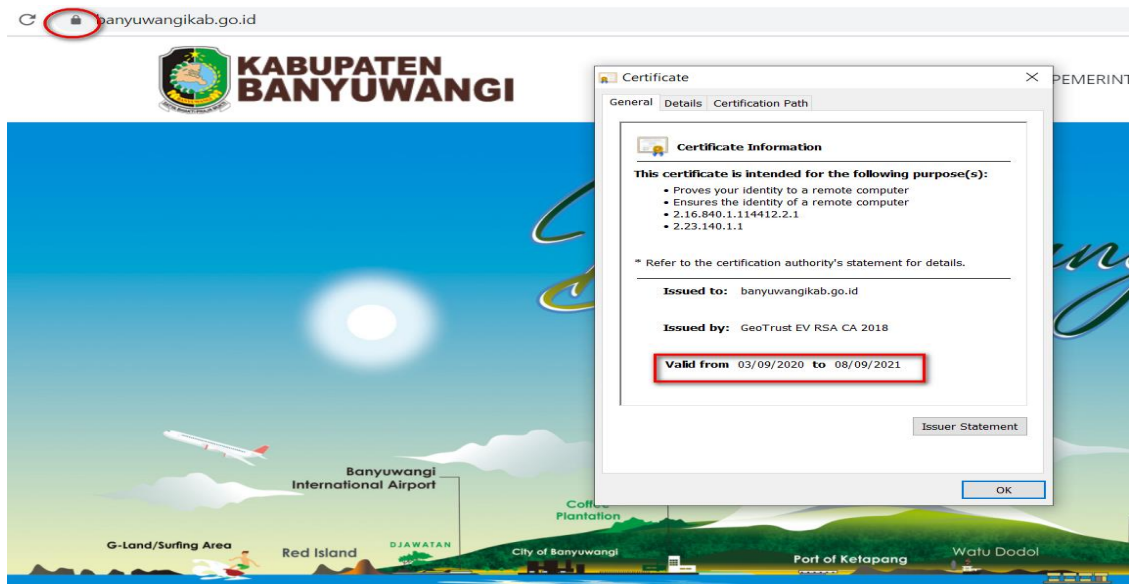 banyuwangikab.go.id
KABUPATEN
BANYUWANGI
PEMERINT
Certificate
General Details Certification Path
Certificate Information
This certificate is intended for the following purpose(s):
• Proves your identity to a remote computer
• Ensures the identity of a remote computer
• 2.16.840.1.114412.2.1
• 2.23.140.1.1
* Refer to the certification authority's statement for details.
Issued to: banyuwangikab.go.id
Issued by: GeoTrust EV RSA CA 2018
Valid from 03/09/2020 to 08/09/2021
Issuer Statement
OK
Banyuwangi
International Airport
Coffee
Plantation
G-Land/Surfing Area
Red Island
DJAWATAN
City of Banyuwangi
Port of Ketapang
Watu Dodol